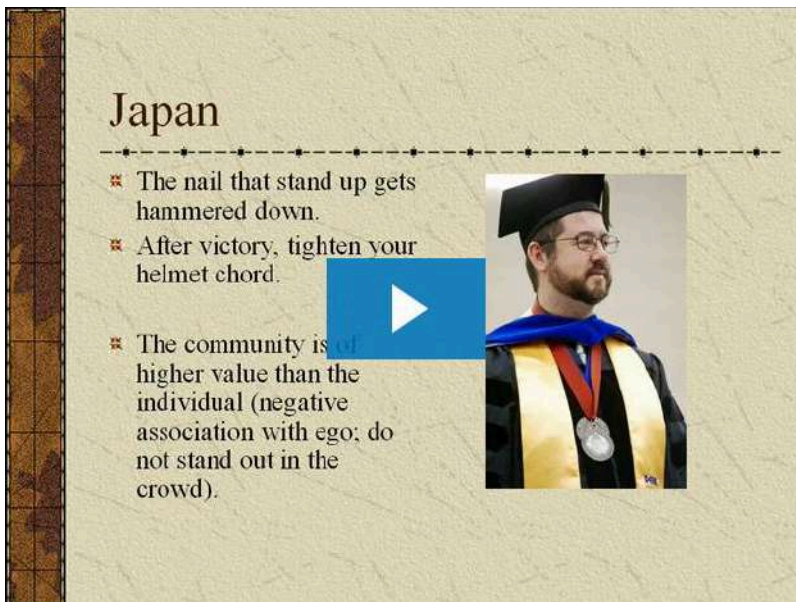 Japan
The nail that stand up gets
hammered down.
After victory, tighten your
helmet chord.
The community is of
higher value than the
individual (negative
association with ego; do
not stand out in the
crowd).